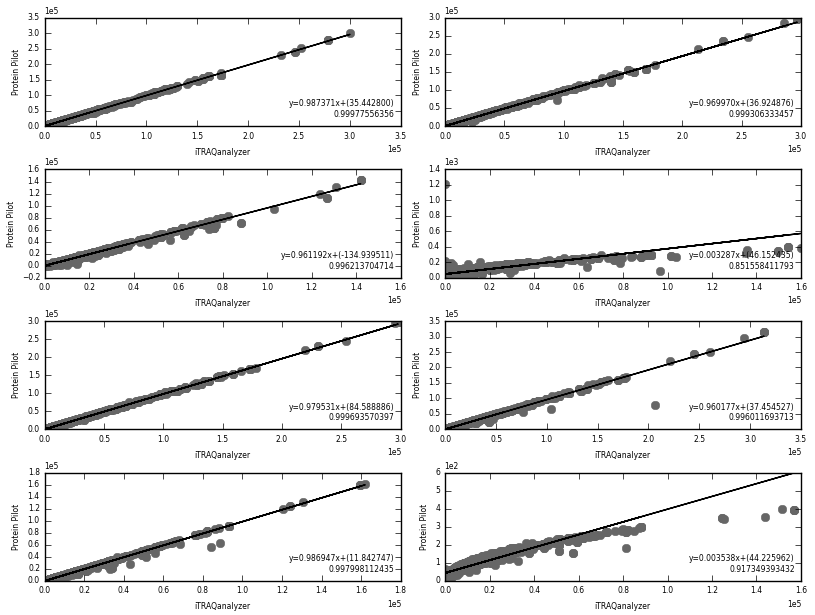 1e5
3.5
3.0
2.5
2.0
1.5
1.0
0.5
0.0
Protein Pilot
y=0.987371x+(35.442800)
0.99977556356
0.0 0.5 1.0 1.5 2.0 2.5 3.0 3.5
iTRAQanalyzer
1e5
1e5
3.0
2.5
2.0
1.5
1.0
0.5
0.0
Protein Pilot
y=0.969970x+(36.924876)
0.999306333457
0.0 0.5 1.0 1.5 2.0 2.5 3.0
iTRAQanalyzer
1e5
1e5
1.6
1.4
1.2
1.0
0.8
0.6
0.4
0.2
0.0
−0.2
Protein Pilot
y=0.961192x+(-134.939511)
0.996213704714
0.0 0.2 0.4 0.6 0.8 1.0 1.2 1.4 1.6
iTRAQanalyzer
1e5
1e3
1.4
1.2
1.0
0.8
0.6
0.4
0.2
0.0
Protein Pilot
y=0.003287x+(46.152435)
0.851558411793
0.0 0.2 0.4 0.6 0.8 1.0 1.2 1.4 1.6
iTRAQanalyzer
1e5
1e5
3.0
2.5
2.0
1.5
1.0
0.5
0.0
Protein Pilot
y=0.979531x+(84.588886)
0.999693570397
0.0 0.5 1.0 1.5 2.0 2.5 3.0
iTRAQanalyzer
1e5
1e5
3.5
3.0
2.5
2.0
1.5
1.0
0.5
0.0
Protein Pilot
y=0.960177x+(37.454527)
0.996011693713
0.0 0.5 1.0 1.5 2.0 2.5 3.0 3.5
iTRAQanalyzer
1e5
1e5
1.8
1.6
1.4
1.2
1.0
0.8
0.6
0.4
0.2
0.0
Protein Pilot
y=0.986947x+(11.842747)
0.997998112435
0.0 0.2 0.4 0.6 0.8 1.0 1.2 1.4 1.6 1.8
iTRAQanalyzer
1e5
6e2
6
5
4
3
2
1
0
Protein Pilot
y=0.003538x+(44.225962)
0.917349393432
0.0 0.2 0.4 0.6 0.8 1.0 1.2 1.4 1.6
iTRAQanalyzer
1e5